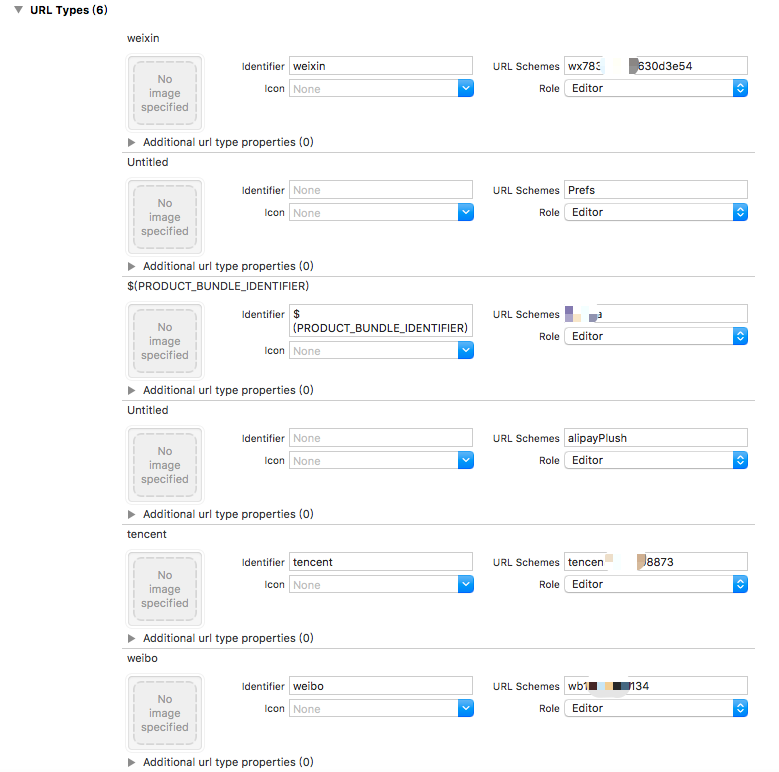 URL Types (6)
weixin
No image specified
Identifier weixin URL Schemes wx783 630d3e54
Icon None Role Editor
Additional url type properties (0)
Untitled
No image specified
Identifier None URL Schemes Prefs
Icon None Role Editor
Additional url type properties (0)
$(PRODUCT_BUNDLE_IDENTIFIER)
No image specified
Identifier $ (PRODUCT_BUNDLE_IDENTIFIER) URL Schemes
Icon None Role Editor
Additional url type properties (0)
Untitled
No image specified
Identifier None URL Schemes alipayPlush
Icon None Role Editor
Additional url type properties (0)
tencent
No image specified
Identifier tencent URL Schemes tencen 8873
Icon None Role Editor
Additional url type properties (0)
weibo
No image specified
Identifier weibo URL Schemes wb1 134
Icon None Role Editor
Additional url type properties (0)